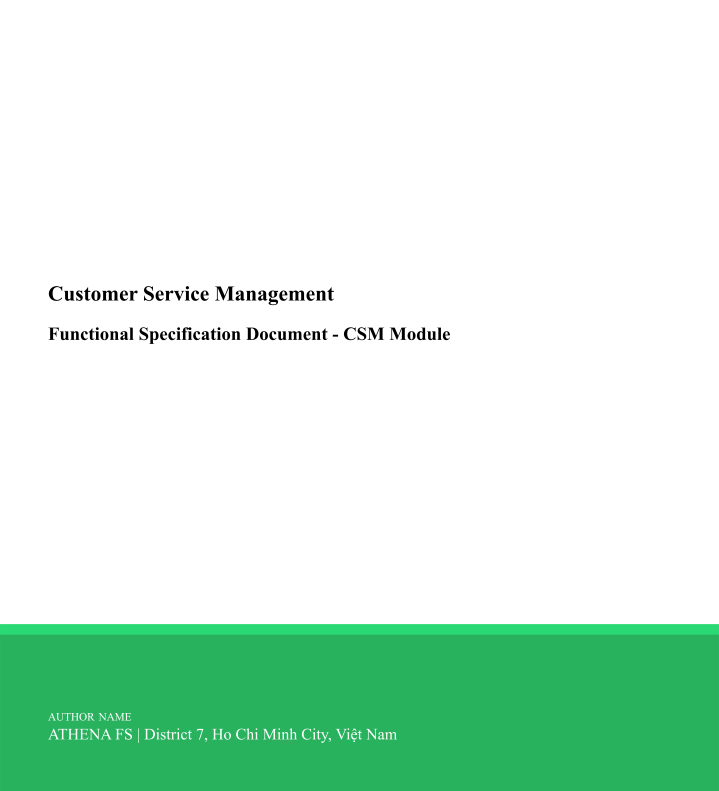 Customer Service Management
Functional Specification Document - CSM Module
AUTHOR NAME
ATHENA FS | District 7, Ho Chi Minh City, Việt Nam